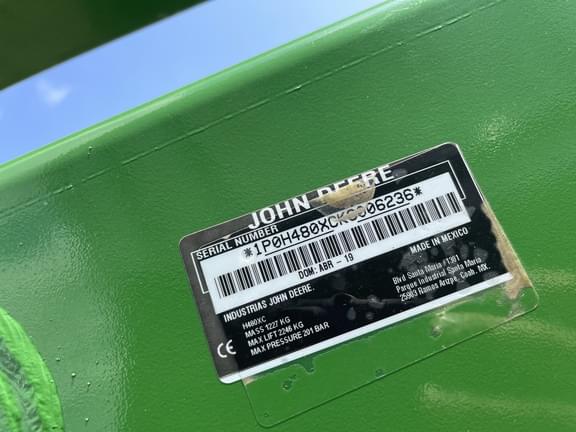 JOHN DEERE
SERIAL NUMBER
*1P0H480XCKC006236*
DOM: ABR - 19
MADE IN MEXICO
INDUSTRIAS JOHN DEERE.
H480XC
MASS 1227 KG
MAX LIFT 2246 KG
MAX PRESSURE 201 BAR
CE
Blvd Santa Maria #1301
Parque Industrial Santa Maria
25903 Ramos Arizpe, Coah. MX.